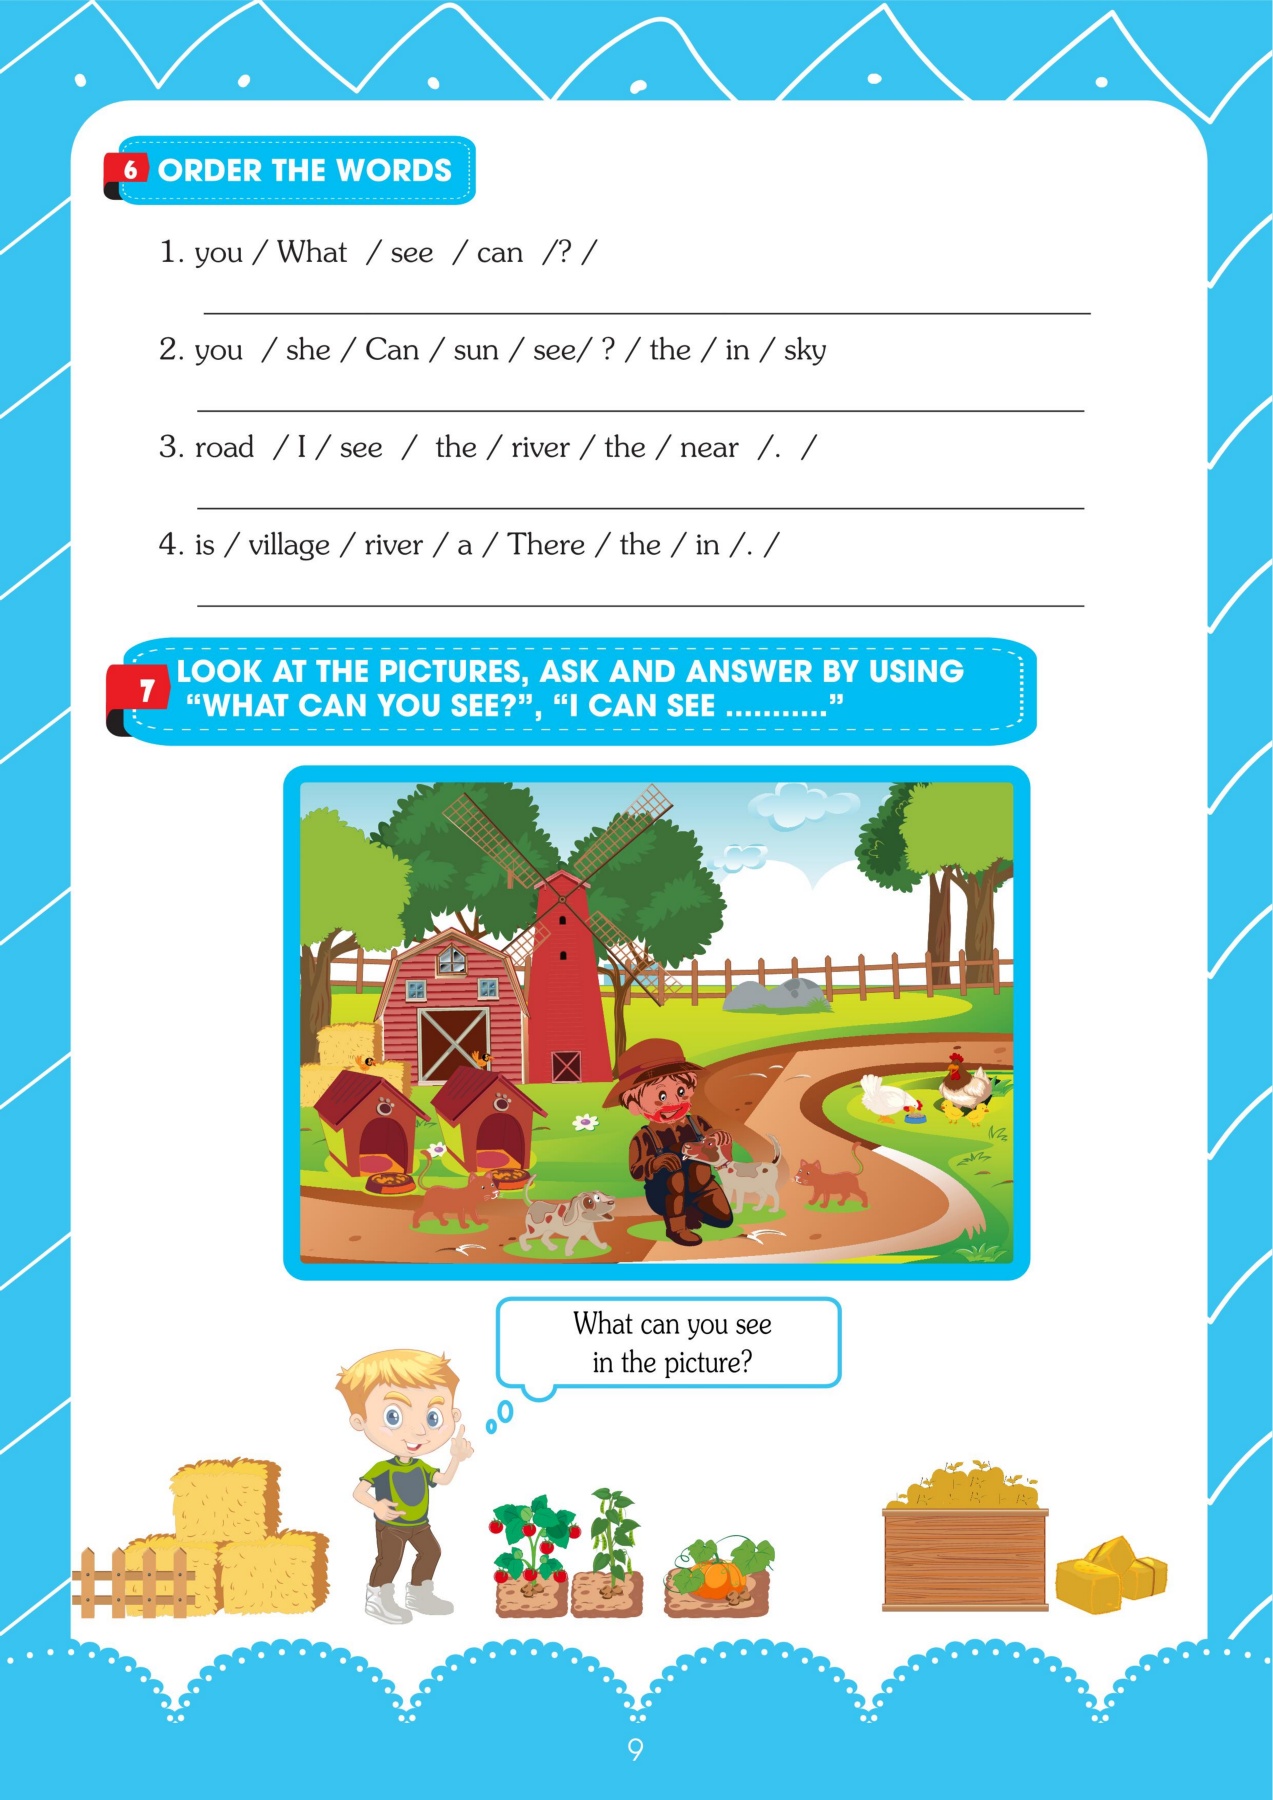 6 ORDER THE WORDS
1. you / What / see / can /? /
2. you / she / Can / sun / see/ ? / the / in / sky
3. road / I / see / the / river / the / near /. /
4. is / village / river / a / There / the / in /. /
7 LOOK AT THE PICTURES, ASK AND ANSWER BY USING
“WHAT CAN YOU SEE?”, “I CAN SEE ...........”
What can you see
in the picture?
9